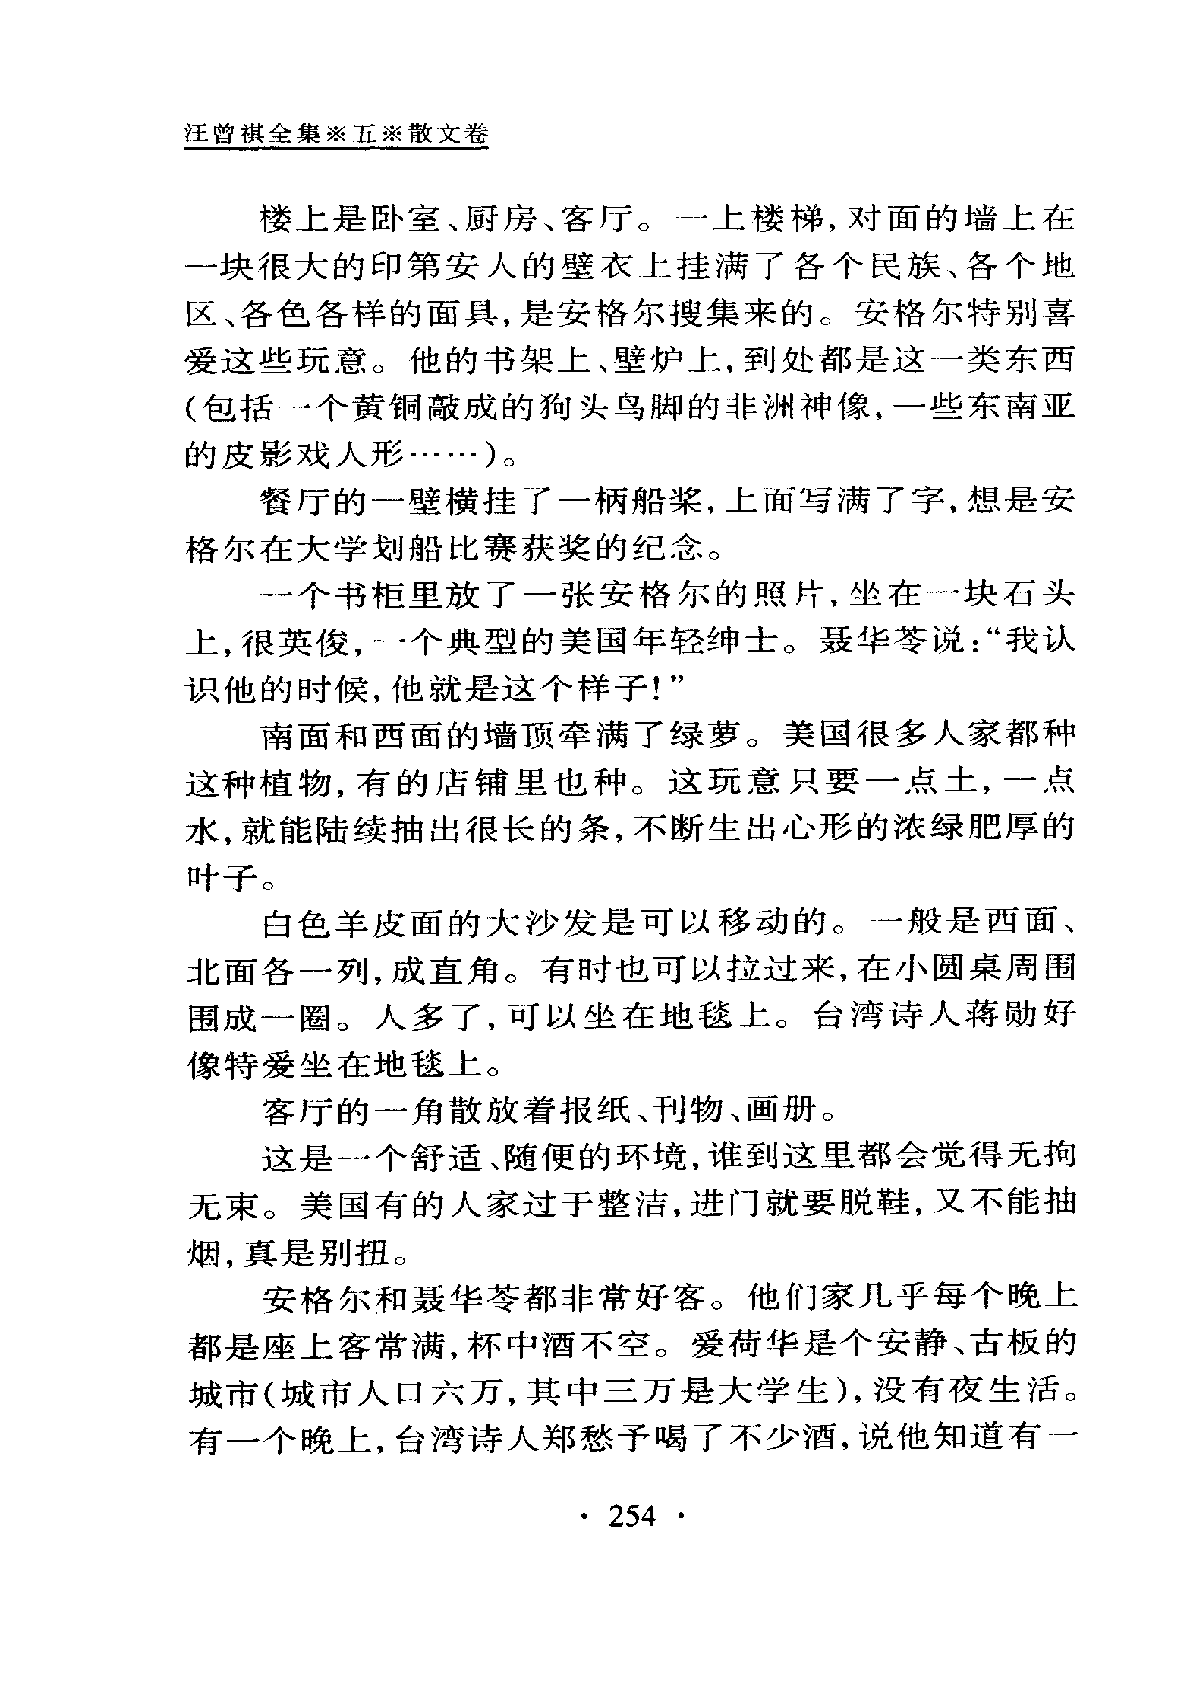 汪曾祺全集※五※散文卷
楼上是卧室、厨房、客厅。一上楼梯,对面的墙上在
一块很大的印第安人的壁衣上挂满了各个民族、各个地
区、各色各样的面具,是安格尔搜集来的。安格尔特别喜
爱这些玩意。他的书架上、壁炉上,到处都是这一类东西
(包括一个黄铜敲成的狗头鸟脚的非洲神像,一些东南亚
的皮影戏人形……)。
餐厅的一壁横挂了一柄船桨,上面写满了字,想是安
格尔在大学划船比赛获奖的纪念。
一个书柜里放了一张安格尔的照片,坐在一块石头
上,很英俊,一个典型的美国年轻绅士。聂华苓说:“我认
识他的时候,他就是这个样子!”
南面和西面的墙顶牵满了绿萝。美国很多人家都种
这种植物,有的店铺里也种。这玩意只要一点土,一点
水,就能陆续抽出很长的条,不断生出心形的浓绿肥厚的
叶子。
白色羊皮面的大沙发是可以移动的。一般是西面、
北面各一列,成直角。有时也可以拉过来,在小圆桌周围
围成一圈。人多了,可以坐在地毯上。台湾诗人蒋勋好
像特爱坐在地毯上。
客厅的一角散放着报纸、刊物、画册。
这是一个舒适、随便的环境,谁到这里都会觉得无拘
无束。美国有的人家过于整洁,进门就要脱鞋,又不能抽
烟,真是别扭。
安格尔和聂华苓都非常好客。他们家几乎每个晚上
都是座上客常满,杯中酒不空。爱荷华是个安静、古板的
城市(城市人口六万,其中三万是大学生),没有夜生活。
有一个晚上,台湾诗人郑愁予喝了不少酒,说他知道有一
· 254 ·